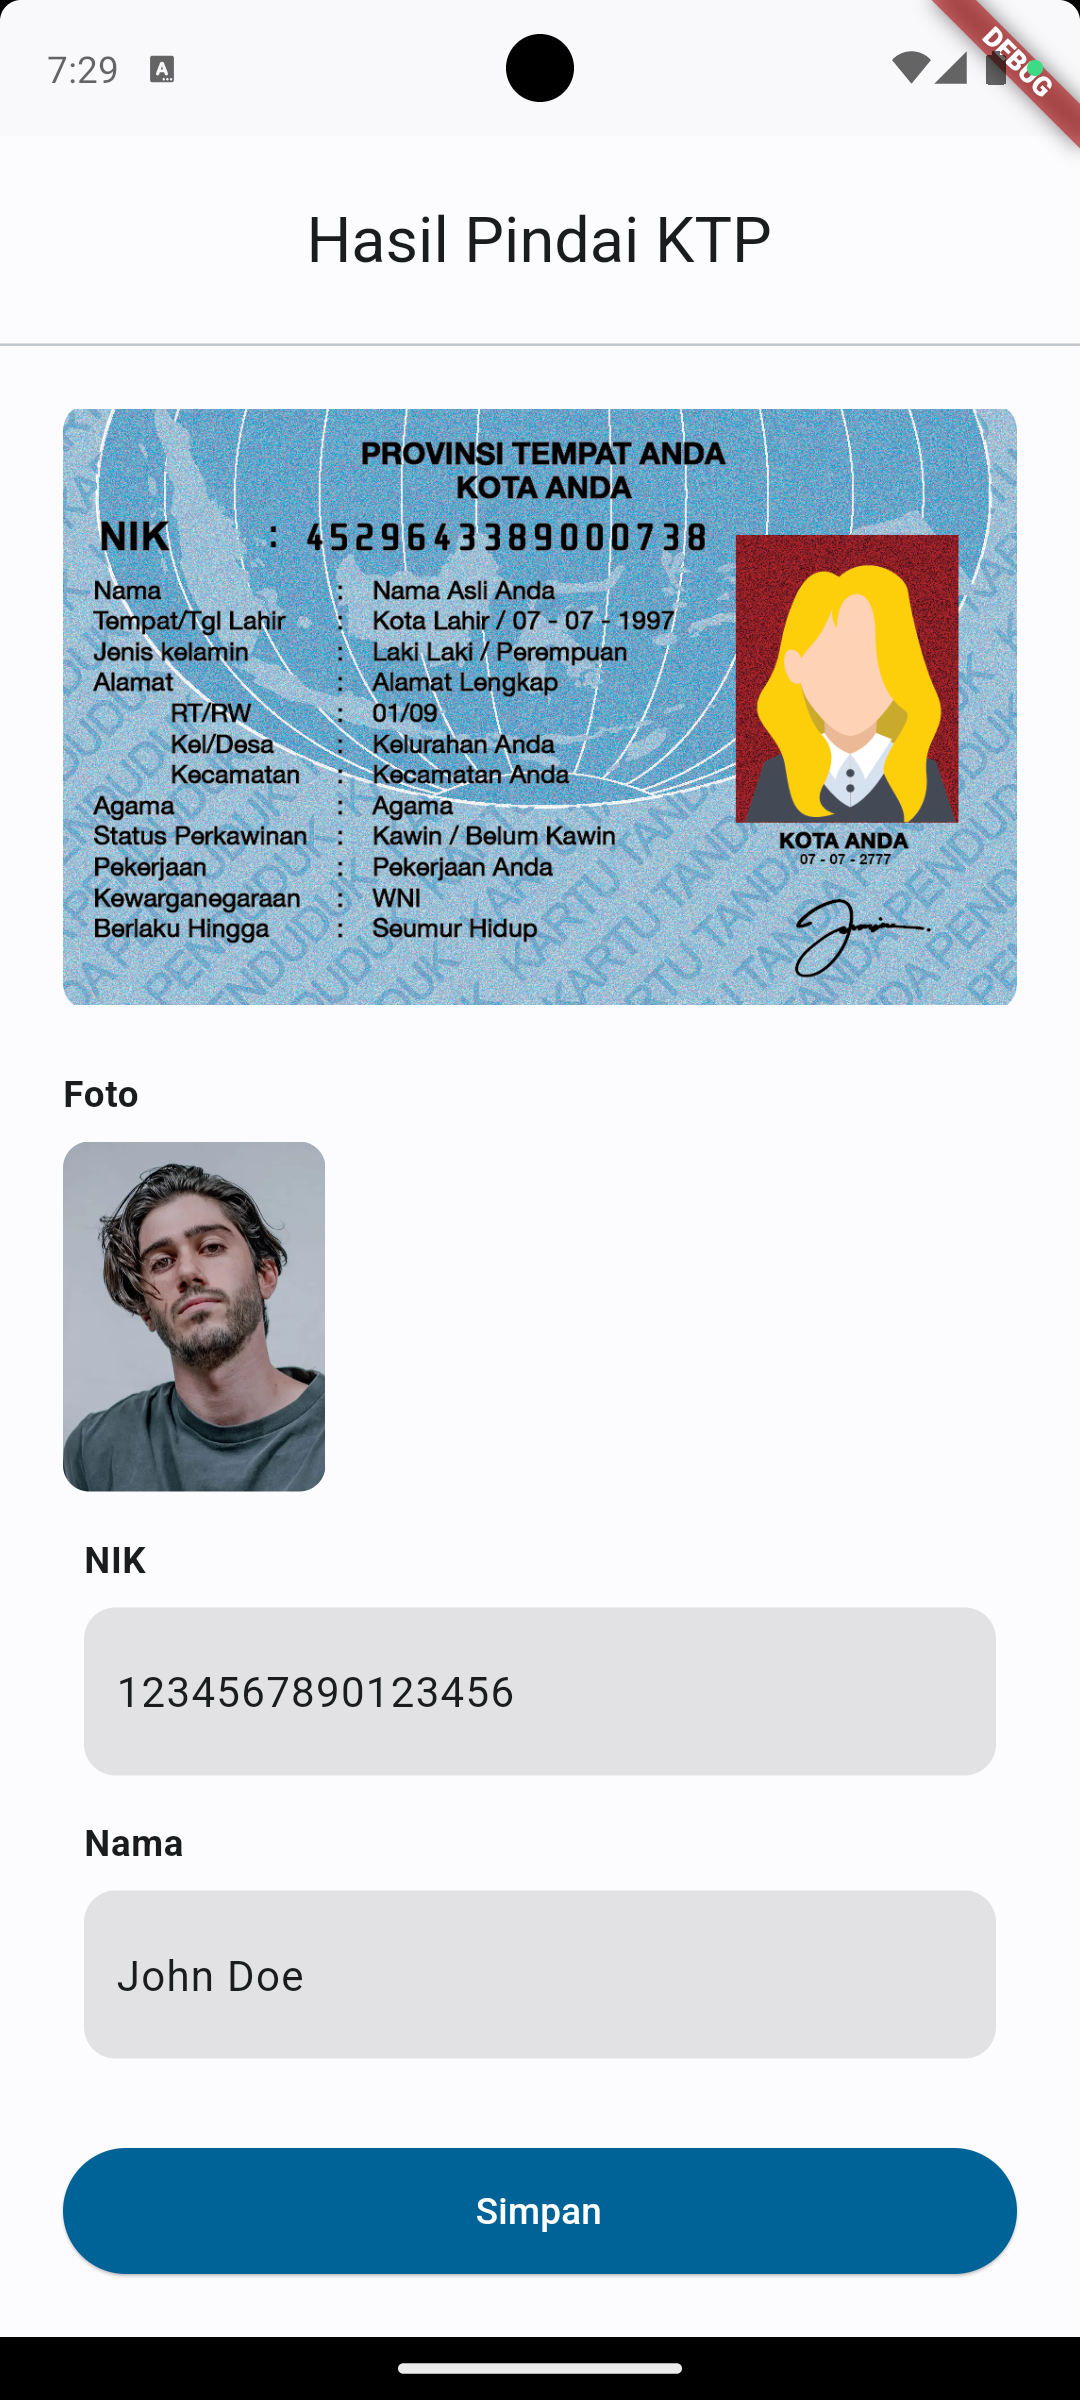 7:29
DEBUG
Hasil Pindai KTP
PROVINSI TEMPAT ANDA
KOTA ANDA
NIK : 4529643389000738
Nama : Nama Asli Anda
Tempat/Tgl Lahir : Kota Lahir / 07 - 07 - 1997
Jenis kelamin : Laki Laki / Perempuan
Alamat : Alamat Lengkap
RT/RW : 01/09
Kel/Desa : Kelurahan Anda
Kecamatan : Kecamatan Anda
Agama : Agama
Status Perkawinan : Kawin / Belum Kawin
Pekerjaan : Pekerjaan Anda
Kewarganegaraan : WNI
Berlaku Hingga : Seumur Hidup
KOTA ANDA
07 - 07 - 2777
Foto
NIK
1234567890123456
Nama
John Doe
Simpan